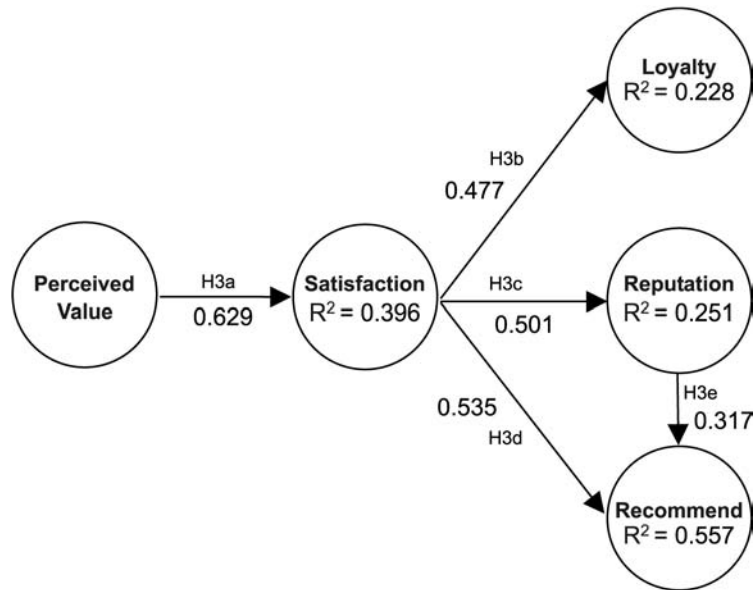 Loyalty
R² = 0.228
H3b
0.477
Perceived
Value
H3a
0.629
Satisfaction
R² = 0.396
H3c
0.501
Reputation
R² = 0.251
H3e
0.317
0.535
H3d
Recommend
R² = 0.557